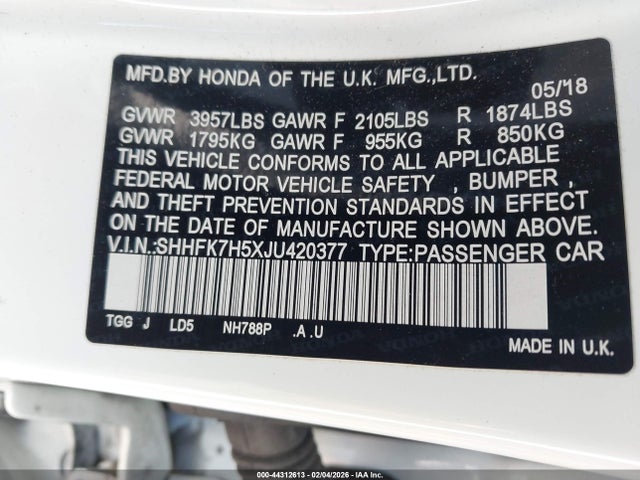 MFD.BY HONDA OF THE U.K. MFG.,LTD.
05/18
GVWR 3957LBS GAWR F 2105LBS R 1874LBS
GVWR 1795KG GAWR F 955KG R 850KG
THIS VEHICLE CONFORMS TO ALL APPLICABLE
FEDERAL MOTOR VEHICLE SAFETY , BUMPER ,
AND THEFT PREVENTION STANDARDS IN EFFECT
ON THE DATE OF MANUFACTURE SHOWN ABOVE.
V.I.N.:SHHFK7H5XJU420377 TYPE:PASSENGER CAR
TGG J LD5 NH788P .A .U
MADE IN U.K.
000-44312613 - 02/04/2026 - IAA Inc.